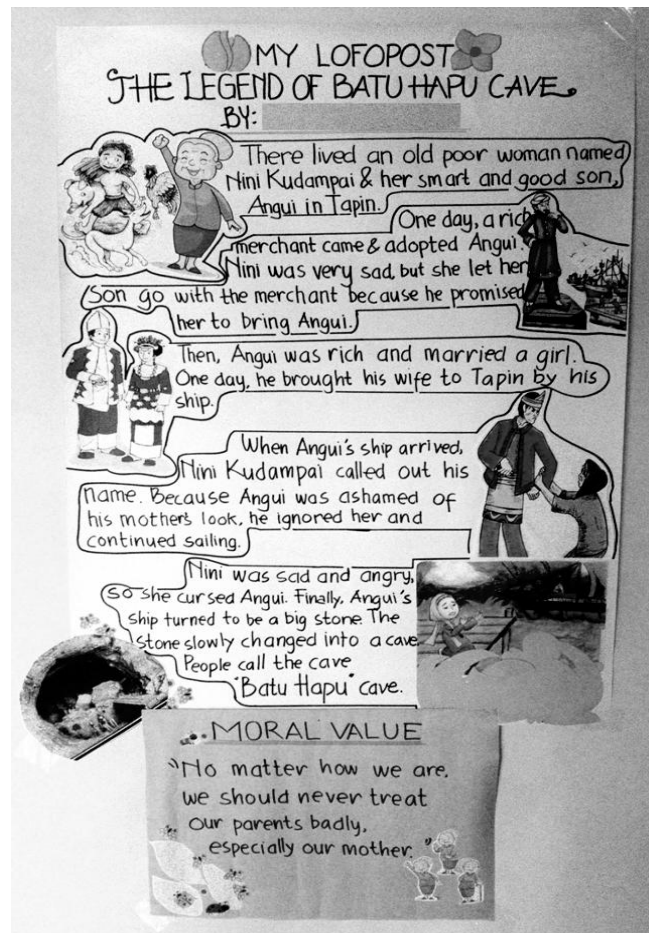 MY LOFOPOST
THE LEGEND OF BATU HAPU CAVE
BY:
There lived an old poor woman named
Nini Kudampai & her smart and good son,
Angui in Tapin.
One day, a rich
merchant came & adopted Angui.
Nini was very sad, but she let her
son go with the merchant because he promised
her to bring Angui.
Then, Angui was rich and married a girl.
One day, he brought his wife to Tapin by his
ship.
When Angui's ship arrived,
Nini Kudampai called out his
name. Because Angui was ashamed of
his mother's look, he ignored her and
continued sailing.
Nini was sad and angry,
so she cursed Angui. Finally, Angui's
ship turned to be a big stone. The
stone slowly changed into a cave.
People call the cave
"Batu Hapu" cave.
MORAL VALUE
"No matter how we are,
we should never treat
our parents badly,
especially our mother."